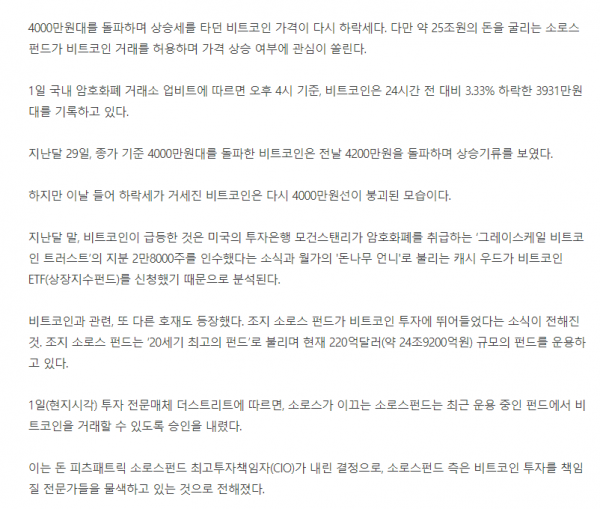 4000만원대를 돌파하며 상승세를 타던 비트코인 가격이 다시 하락세다. 다만 약 25조원의 돈을 굴리는 소로스
펀드가 비트코인 거래를 허용하며 가격 상승 여부에 관심이 쏠린다.
1일 국내 암호화폐 거래소 업비트에 따르면 오후 4시 기준, 비트코인은 24시간 전 대비 3.33% 하락한 3931만원
대를 기록하고 있다.
지난달 29일, 종가 기준 4000만원대를 돌파한 비트코인은 전날 4200만원을 돌파하며 상승기류를 보였다.
하지만 이날 들어 하락세가 거세진 비트코인은 다시 4000만원선이 붕괴된 모습이다.
지난달 말, 비트코인이 급등한 것은 미국의 투자은행 모건스탠리가 암호화폐를 취급하는 '그레이스케일 비트코
인 트러스트'의 지분 2만8000주를 인수했다는 소식과 월가의 '돈나무 언니'로 불리는 캐시 우드가 비트코인
ETF(상장지수펀드)를 신청했기 때문으로 분석된다.
비트코인과 관련, 또 다른 호재도 등장했다. 조지 소로스 펀드가 비트코인 투자에 뛰어들었다는 소식이 전해진
것. 조지 소로스 펀드는 '20세기 최고의 펀드'로 불리며 현재 220억달러(약 24조9200억원) 규모의 펀드를 운용하
고 있다.
1일(현지시각) 투자 전문매체 더스트리트에 따르면, 소로스가 이끄는 소로스펀드는 최근 운용 중인 펀드에서 비
트코인을 거래할 수 있도록 승인을 내렸다.
이는 돈 피츠패트릭 소로스펀드 최고투자책임자(CIO)가 내린 결정으로, 소로스펀드 측은 비트코인 투자를 책임
질 전문가들을 물색하고 있는 것으로 전해졌다.